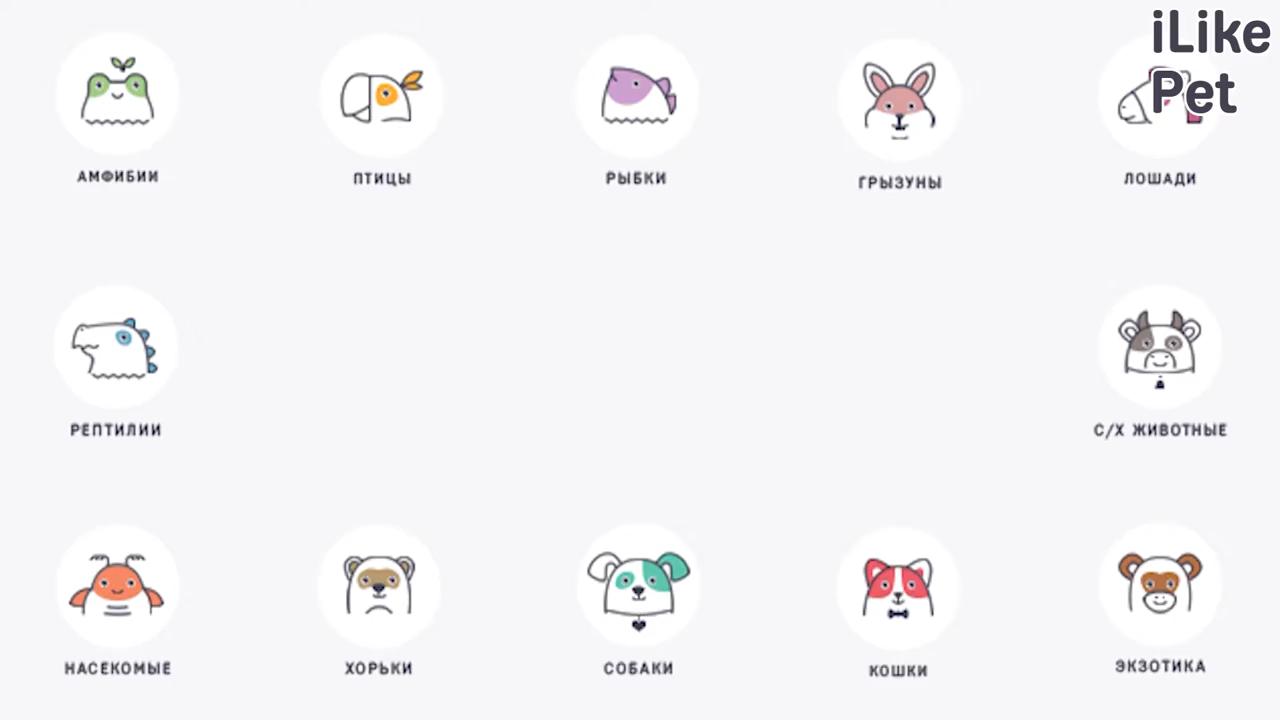 iLike
Pet
АМФИБИИ
ПТИЦЫ
РЫБКИ
ГРЫЗУНЫ
ЛОШАДИ
РЕПТИЛИИ
С/Х ЖИВОТНЫЕ
НАСЕКОМЫЕ
ХОРЬКИ
СОБАКИ
КОШКИ
ЭКЗОТИКА